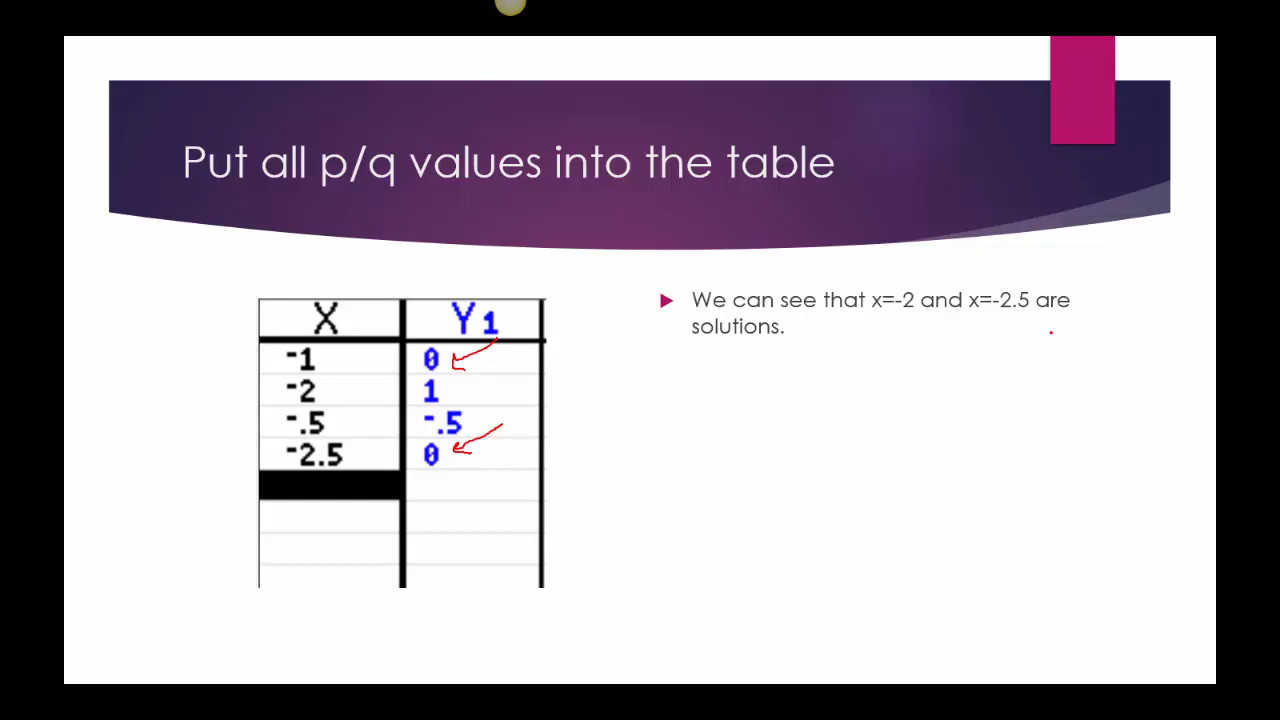 Put all p/q values into the table
X Y1
-1 0
-2 1
-.5 -.5
-2.5 0
We can see that x=-2 and x=-2.5 are
solutions.